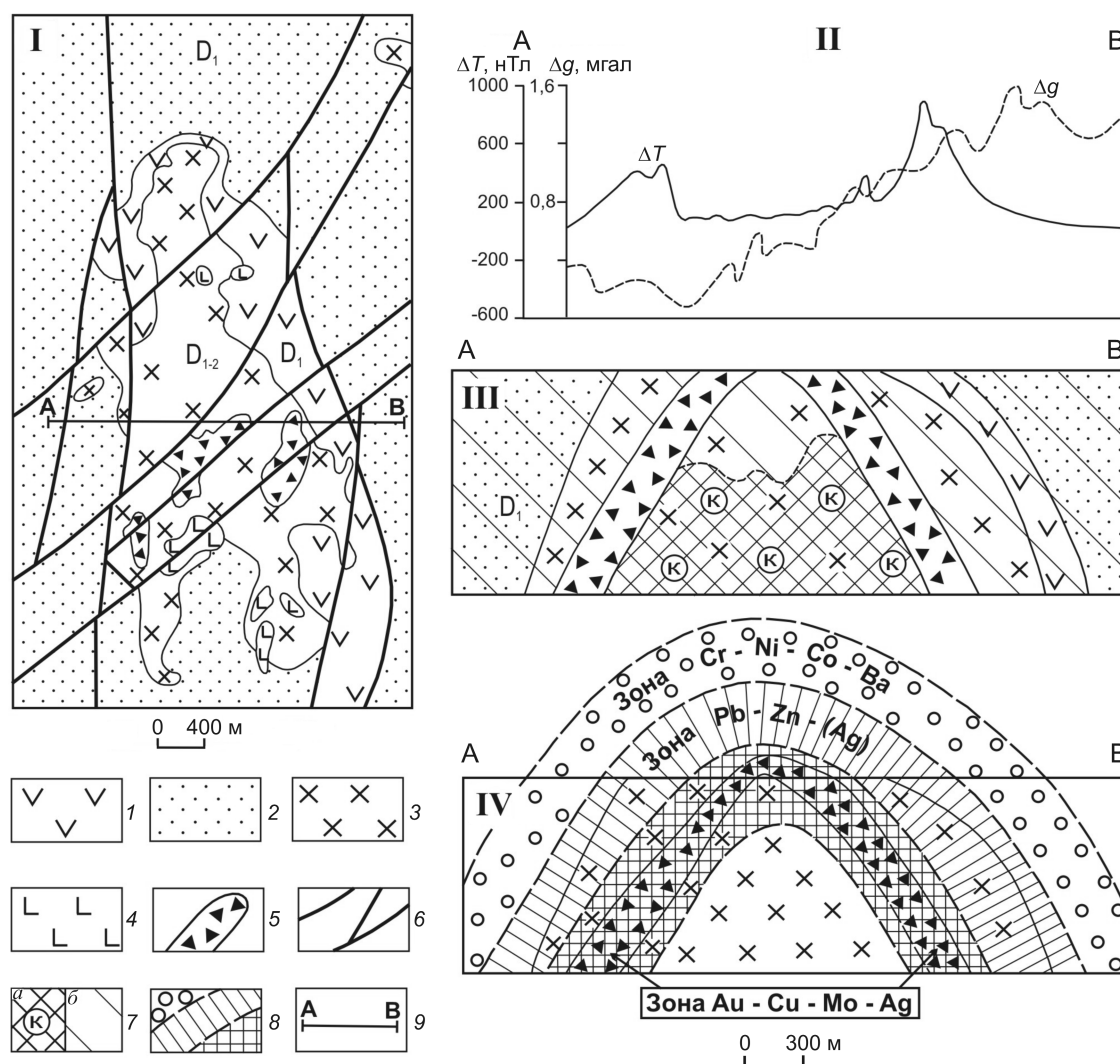 I
D₁
D₁₋₂
D₁
A
B
0 400 м
II
A
B
ΔT, нТл
Δg, мгал
1000
600
200
-200
-600
1,6
0,8
ΔT
Δg
A
B
III
D₁
К
К
К
К
К
A
B
IV
Зона Cr - Ni - Co - Ba
Зона Pb - Zn - (Ag)
Зона Au - Cu - Mo - Ag
0 300 м
1
2
3
4
5
6
а
б
К
7
8
A B
9